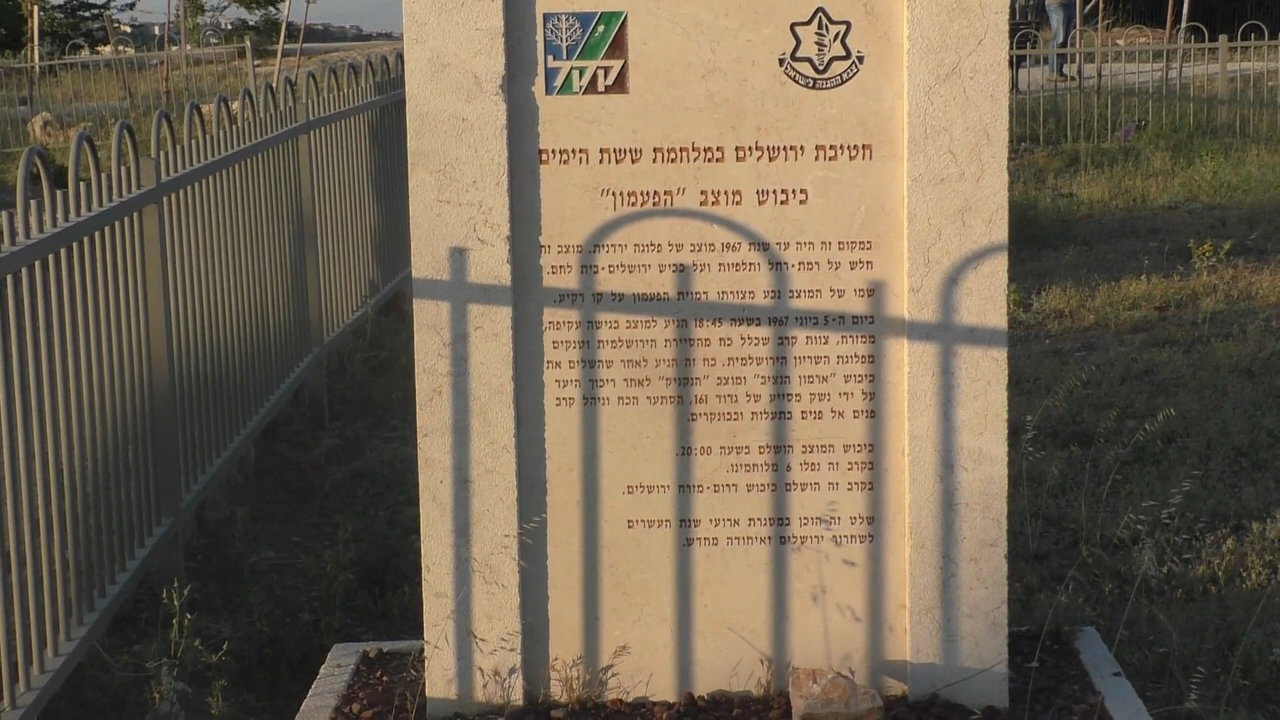 קקל
צבא ההגנה לישראל
חטיבת ירושלים במלחמת ששת הימים
כיבוש מוצב "הפעמון"
במקום זה היה עד שנת 1967 מוצב של פלוגה ירדנית. מוצב זה
חלש על רמת-רחל ותלפיות ועל כביש ירושלים-בית לחם.
שמו של המוצב נבע מצורתו דמוית הפעמון על קו רקיע.
ביום ה-5 ביוני 1967 בשעה 18:45 הגיע למוצב בגישה עקיפה,
ממזרח, צוות קרב שכלל כח מהסיירת הירושלמית וטנקים
מפלוגת השריון הירושלמית. כח זה הגיע לאחר שהשלים את
כיבוש "ארמון הנציב" ומוצב "הנקניק" לאחר ריכוך היעד
על ידי נשק מסייע של גדוד 161, הסתער הכח וניהל קרב
פנים אל פנים בתעלות ובבונקרים.
כיבוש המוצב הושלם בשעה 20:00.
בקרב זה נפלו 6 מלוחמינו.
בקרב זה הושלם כיבוש דרום-מזרח ירושלים.
שלט זה הוכן במסגרת ארועי שנת העשרים
לשחרור ירושלים ואיחודה מחדש.